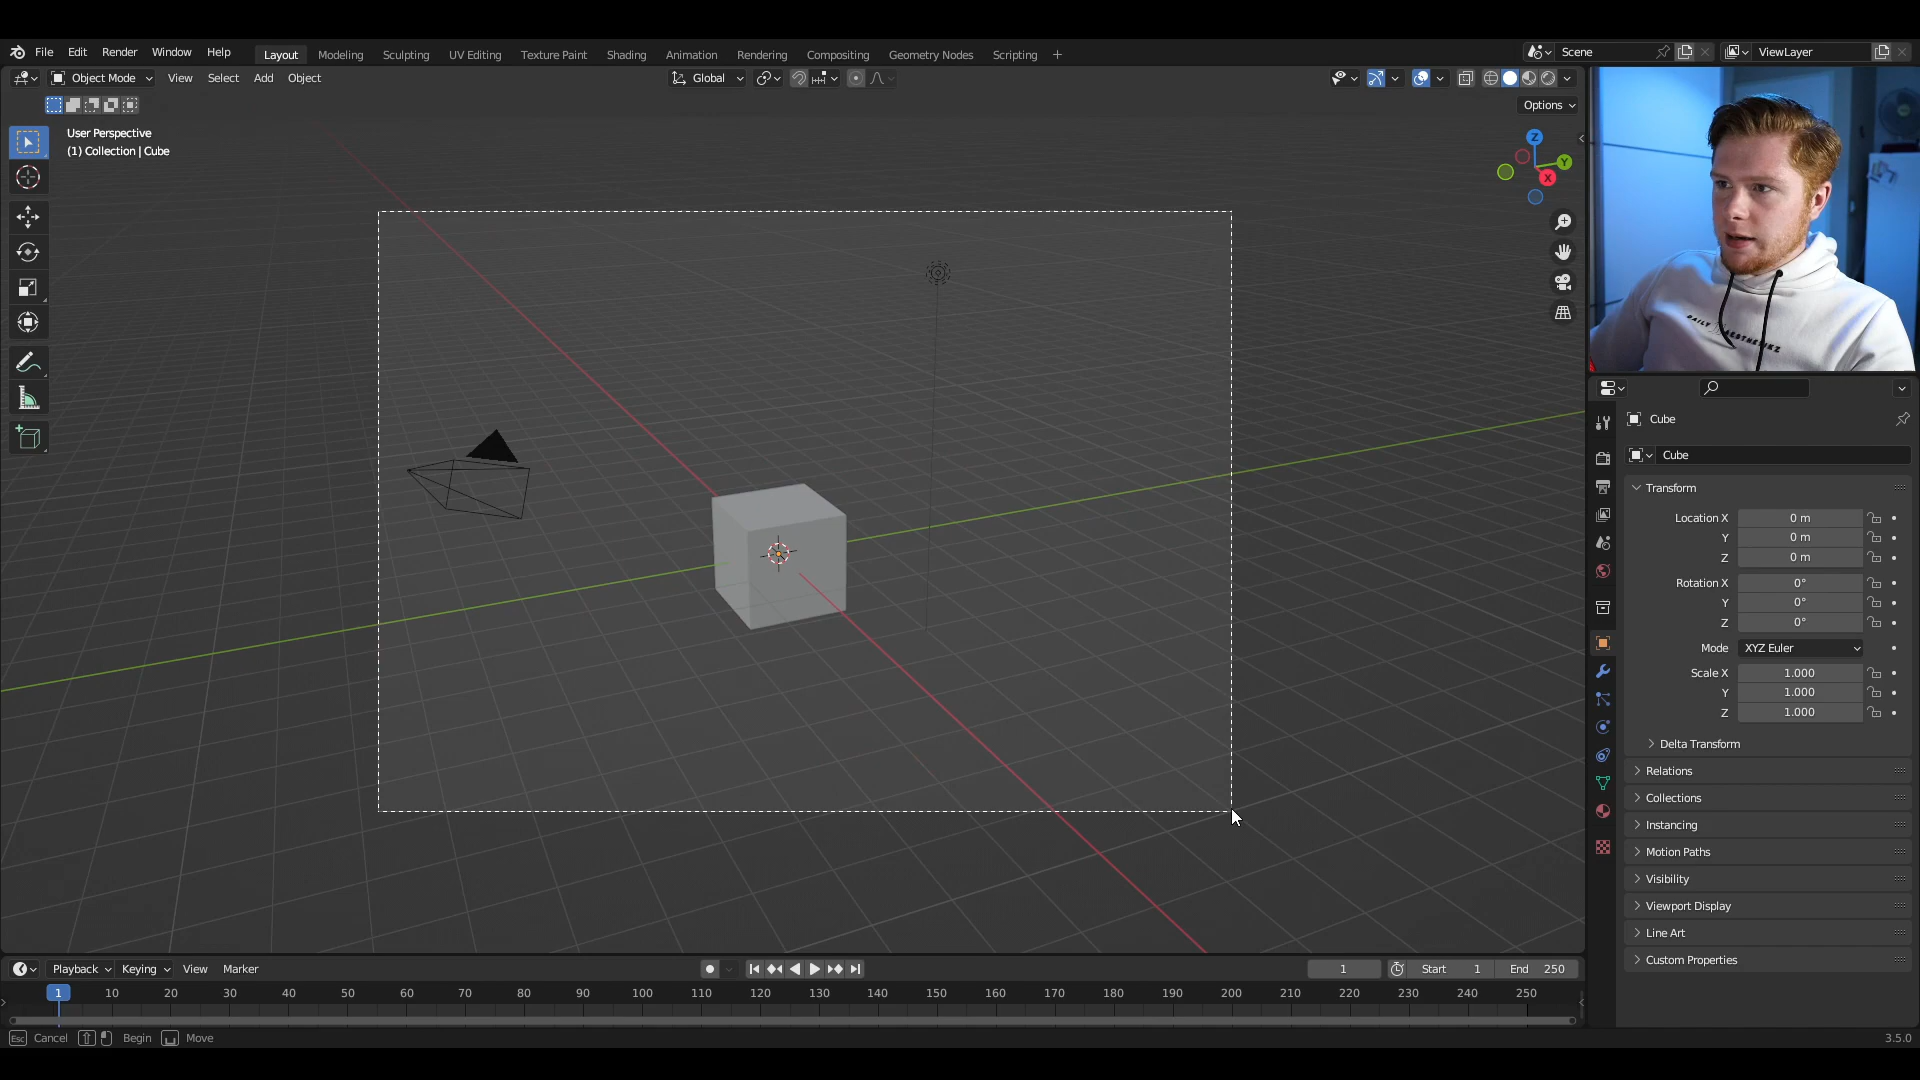 File Edit Render Window Help Layout Modeling Sculpting UV Editing Texture Paint Shading Animation Rendering Compositing Geometry Nodes Scripting + Scene ViewLayer
Object Mode View Select Add Object Global
Options
User Perspective
(1) Collection | Cube
Z
Y
X
DAILY AESTHETIKZ
Cube
Cube
Transform
Location X 0 m
Y 0 m
Z 0 m
Rotation X 0°
Y 0°
Z 0°
Mode XYZ Euler
Scale X 1.000
Y 1.000
Z 1.000
Delta Transform
Relations
Collections
Instancing
Motion Paths
Visibility
Viewport Display
Line Art
Custom Properties
Playback Keying View Marker 1 Start 1 End 250
1 10 20 30 40 50 60 70 80 90 100 110 120 130 140 150 160 170 180 190 200 210 220 230 240 250
Esc Cancel Begin Move 3.5.0